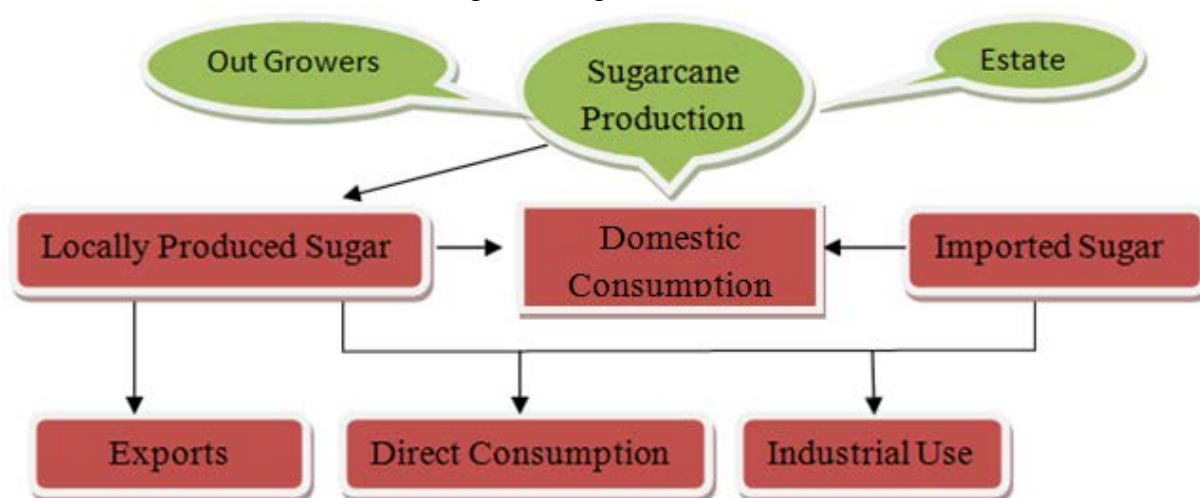 Out Growers
Sugarcane
Production
Estate
Locally Produced Sugar
Domestic
Consumption
Imported Sugar
Exports
Direct Consumption
Industrial Use